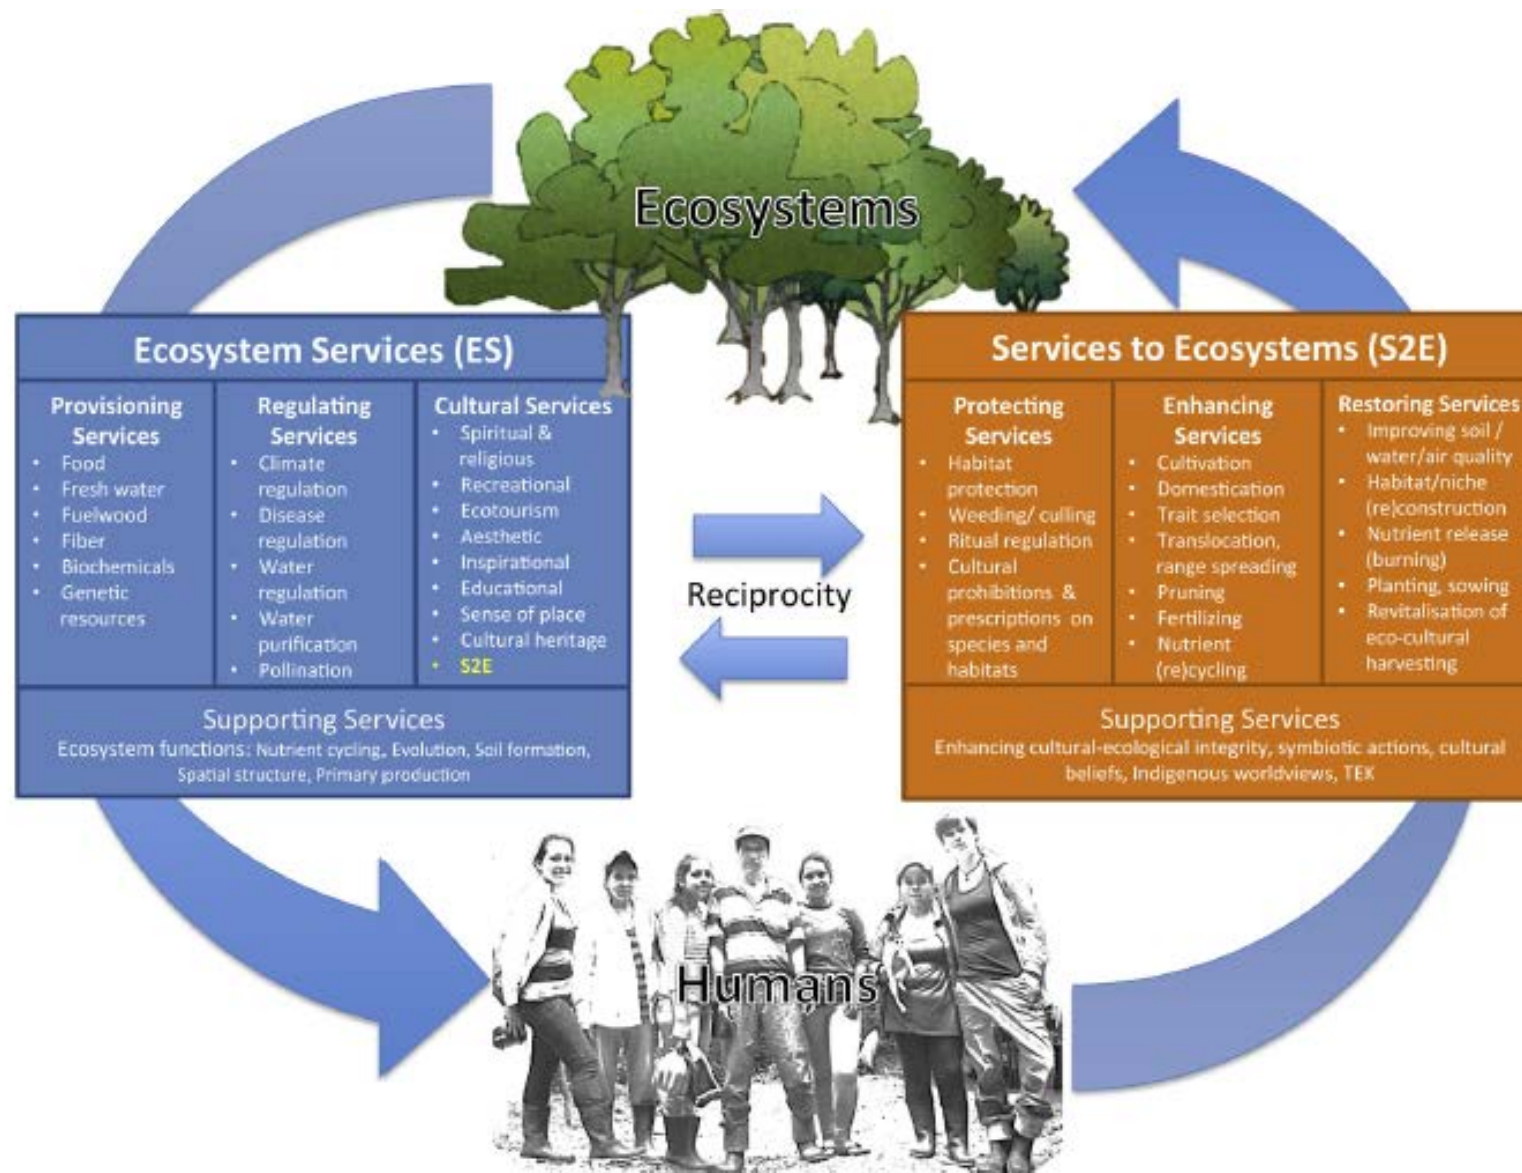 Ecosystems
Ecosystem Services (ES)
Provisioning
Services
• Food
• Fresh water
• Fuelwood
• Fiber
• Biochemicals
• Genetic
resources
Regulating
Services
• Climate
regulation
• Disease
regulation
• Water
regulation
• Water
purification
• Pollination
Cultural Services
• Spiritual &
religious
• Recreational
• Ecotourism
• Aesthetic
• Inspirational
• Educational
• Sense of place
• Cultural heritage
• S2E
Supporting Services
Ecosystem functions: Nutrient cycling, Evolution, Soil formation,
Spatial structure, Primary production
Reciprocity
Services to Ecosystems (S2E)
Protecting
Services
• Habitat
protection
• Weeding/ culling
• Ritual regulation
• Cultural
prohibitions &
prescriptions on
species and
habitats
Enhancing
Services
• Cultivation
• Domestication
• Trait selection
• Translocation,
range spreading
• Pruning
• Fertilizing
• Nutrient
(re)cycling
Restoring Services
• Improving soil /
water/air quality
• Habitat/niche
(re)construction
• Nutrient release
(burning)
• Planting, sowing
• Revitalisation of
eco-cultural
harvesting
Supporting Services
Enhancing cultural-ecological integrity, symbiotic actions, cultural
beliefs, Indigenous worldviews, TEK
Humans